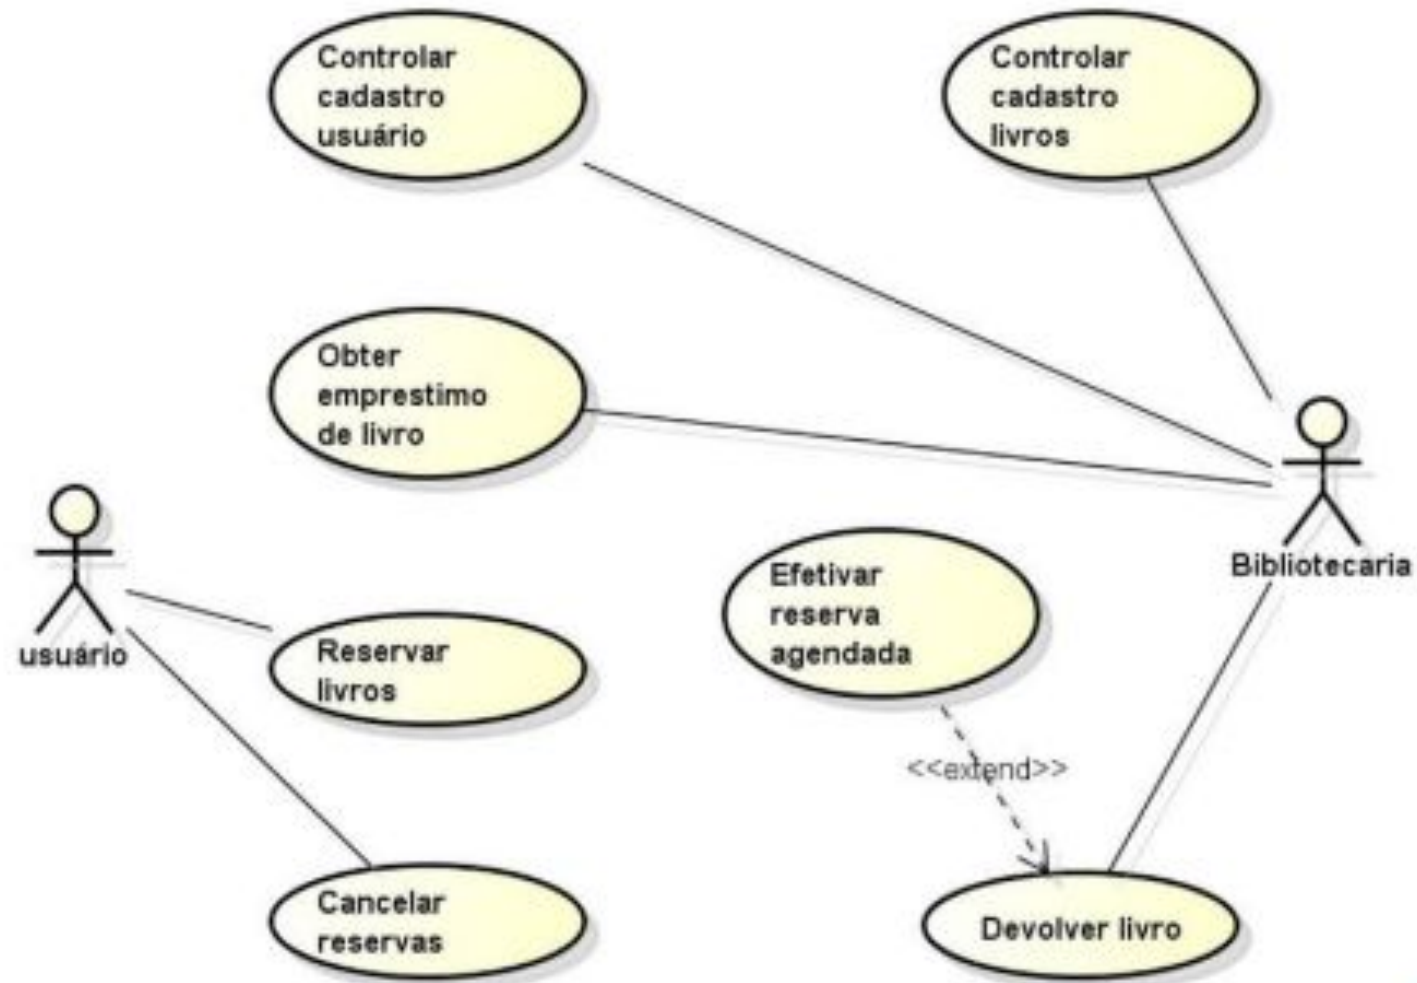 Controlar
cadastro
usuário
Controlar
cadastro
livros
Obter
emprestimo
de livro
Bibliotecaria
Efetivar
reserva
agendada
usuário
Reservar
livros
<<extend>>
Cancelar
reservas
Devolver livro